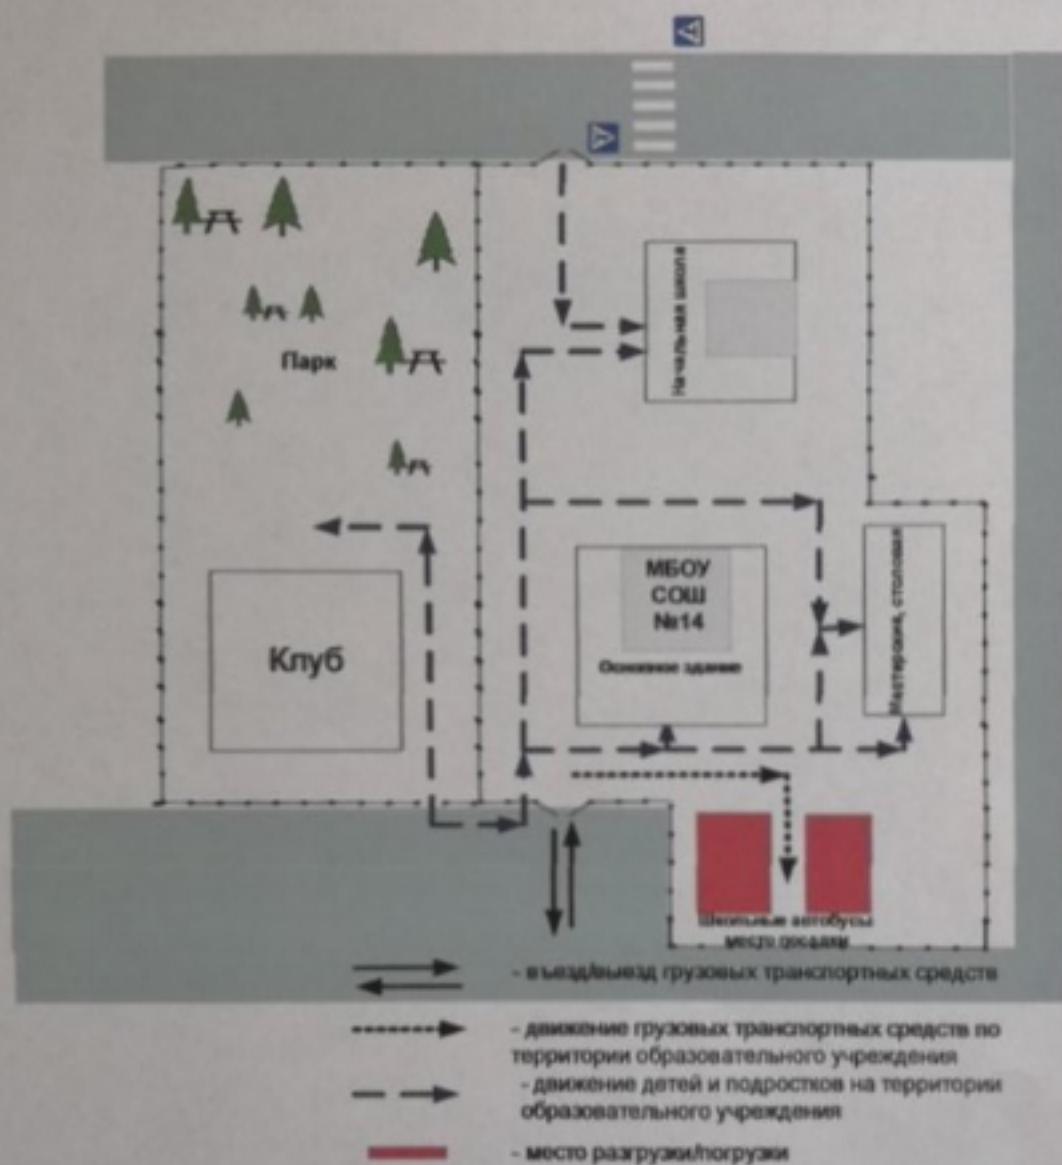 Начальная школа
Парк
МБОУ
СОШ
№14
Основное здание
Мастерские, столовая
Клуб
Школьные автобусы
место посадки
- въезд/выезд грузовых транспортных средств
- движение грузовых транспортных средств по
территории образовательного учреждения
- движение детей и подростков на территории
образовательного учреждения
- место разгрузки/погрузки